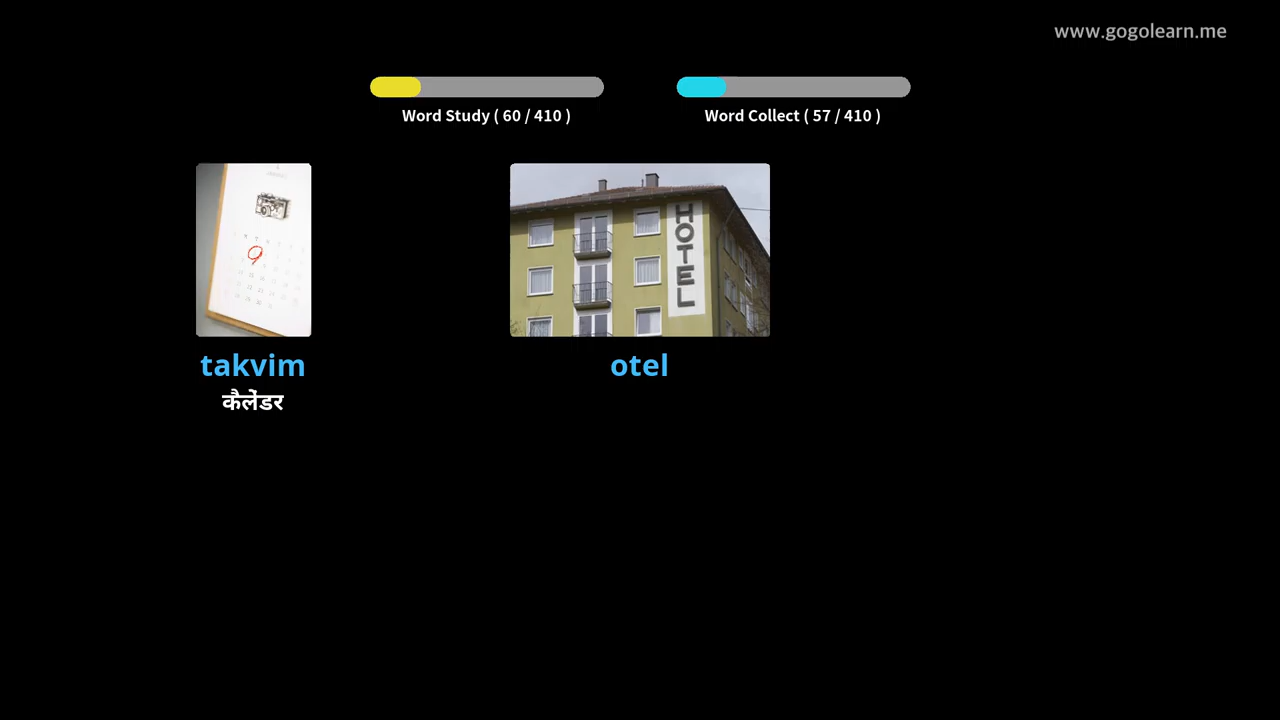 www.gogolearn.me
Word Study ( 60 / 410 )
Word Collect ( 57 / 410 )
HOTEL
takvim
otel
कैलेंडर